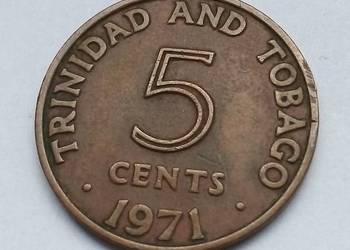 TRINIDAD AND TOBAGO
5
CENTS
· 1971 ·